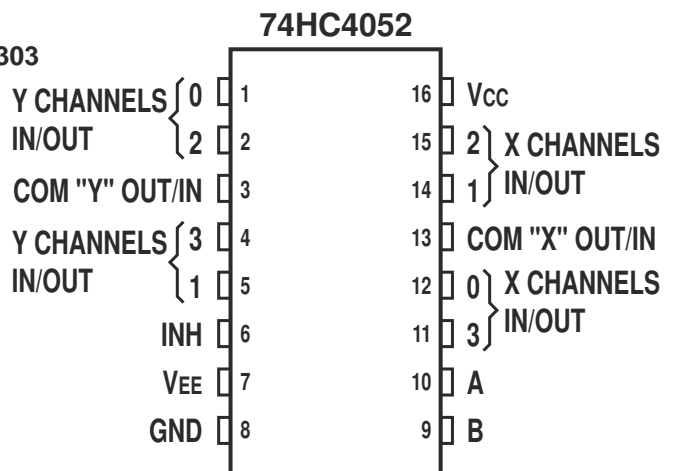 74HC4052
303
Y CHANNELS IN/OUT
0 1
2 2
COM "Y" OUT/IN 3
Y CHANNELS IN/OUT
3 4
1 5
INH 6
VEE 7
GND 8
16 VCC
15 2
14 1
X CHANNELS IN/OUT
13 COM "X" OUT/IN
12 0
11 3
X CHANNELS IN/OUT
10 A
9 B